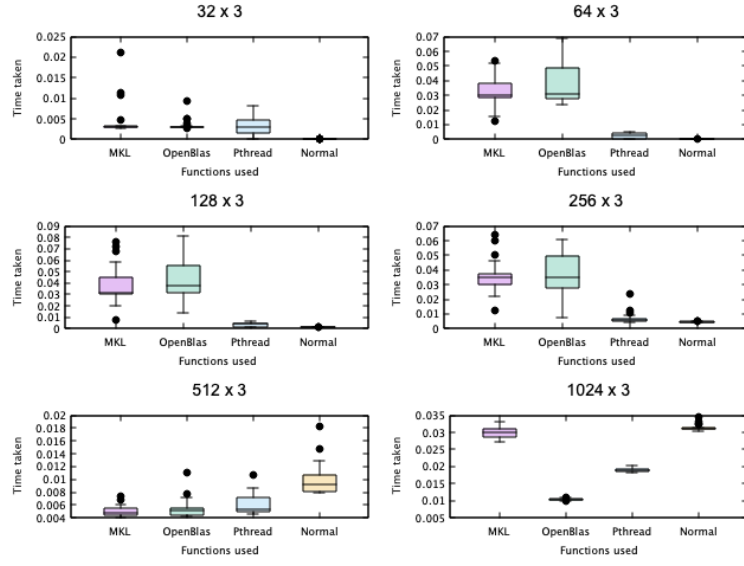 32 x 3
0.025
0.02
0.015
0.01
0.005
0
Time taken
MKL OpenBlas Pthread Normal
Functions used
64 x 3
0.07
0.06
0.05
0.04
0.03
0.02
0.01
0
Time taken
MKL OpenBlas Pthread Normal
Functions used
128 x 3
0.09
0.08
0.07
0.06
0.05
0.04
0.03
0.02
0.01
0
Time taken
MKL OpenBlas Pthread Normal
Functions used
256 x 3
0.07
0.06
0.05
0.04
0.03
0.02
0.01
0
Time taken
MKL OpenBlas Pthread Normal
Functions used
512 x 3
0.02
0.018
0.016
0.014
0.012
0.01
0.008
0.006
0.004
Time taken
MKL OpenBlas Pthread Normal
Functions used
1024 x 3
0.035
0.03
0.025
0.02
0.015
0.01
0.005
Time taken
MKL OpenBlas Pthread Normal
Functions used